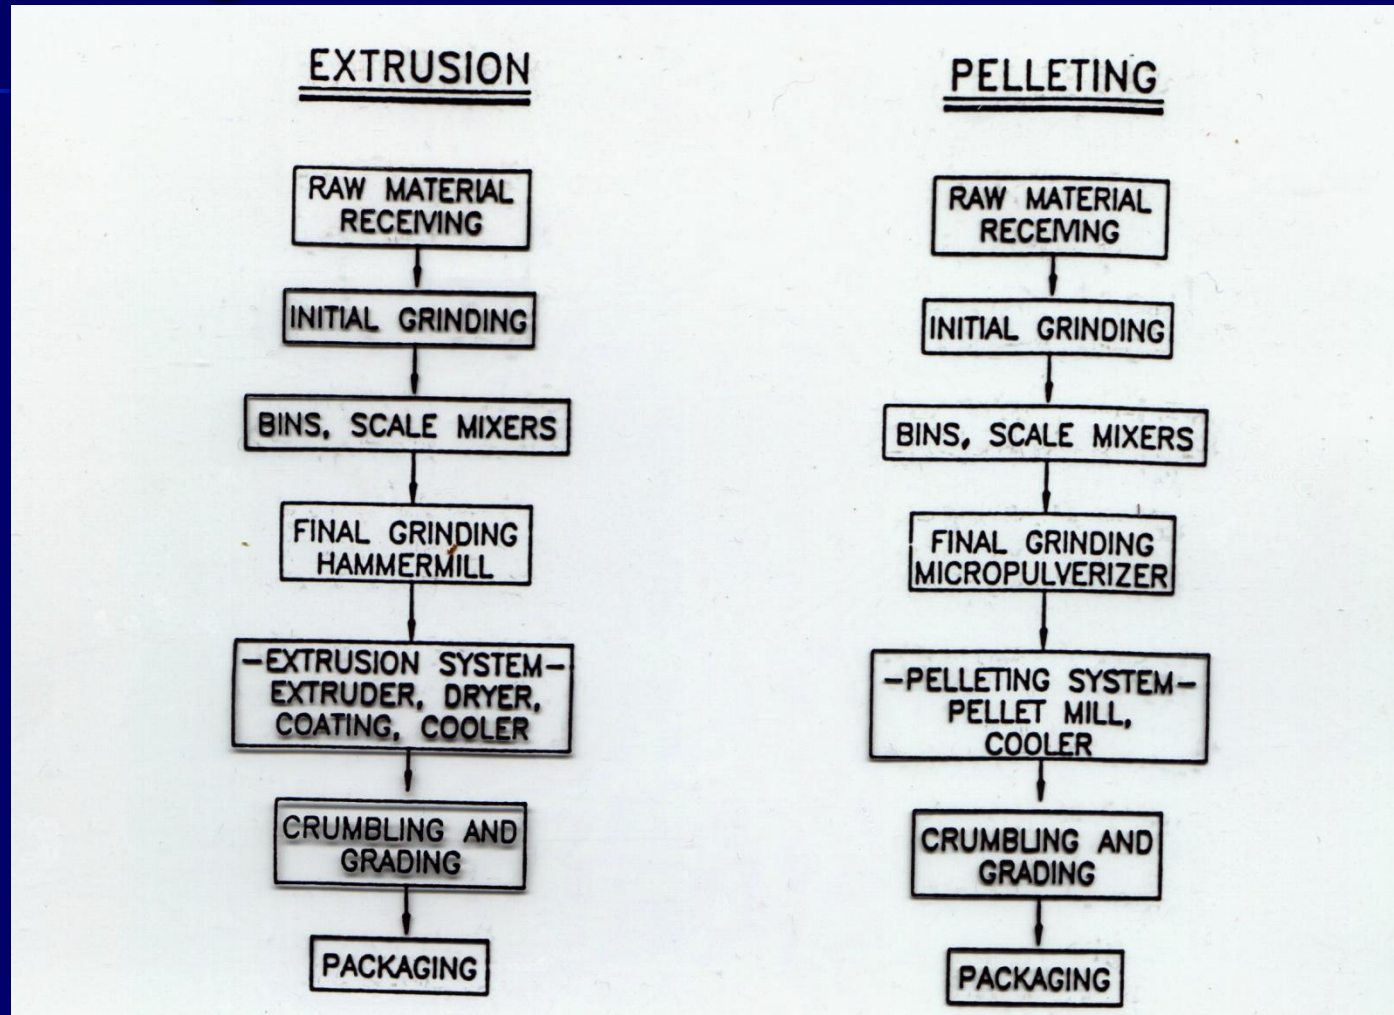 EXTRUSION
RAW MATERIAL
RECEIVING
INITIAL GRINDING
BINS, SCALE MIXERS
FINAL GRINDING
HAMMERMILL
-EXTRUSION SYSTEM-
EXTRUDER, DRYER,
COATING, COOLER
CRUMBLING AND
GRADING
PACKAGING
PELLETING
RAW MATERIAL
RECEIVING
INITIAL GRINDING
BINS, SCALE MIXERS
FINAL GRINDING
MICROPULVERIZER
-PELLETING SYSTEM-
PELLET MILL,
COOLER
CRUMBLING AND
GRADING
PACKAGING